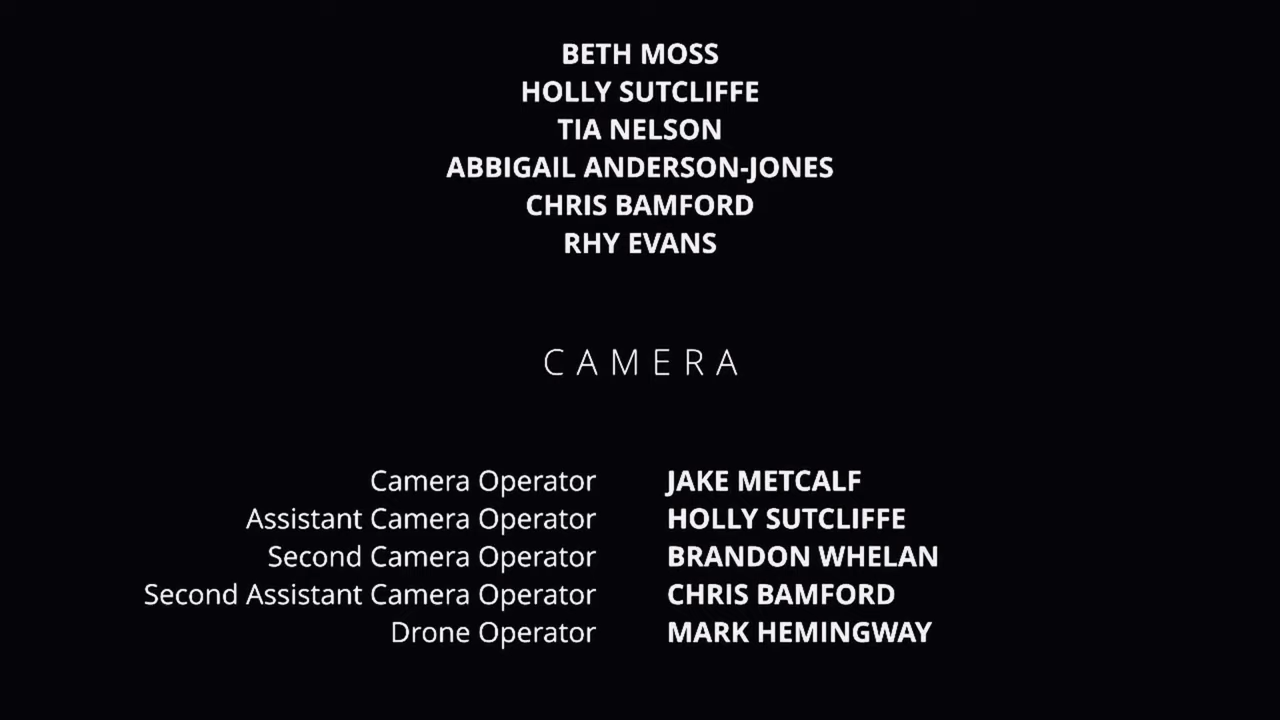 BETH MOSS
HOLLY SUTCLIFFE
TIA NELSON
ABBIGAIL ANDERSON-JONES
CHRIS BAMFORD
RHY EVANS
CAMERA
Camera Operator JAKE METCALF
Assistant Camera Operator HOLLY SUTCLIFFE
Second Camera Operator BRANDON WHELAN
Second Assistant Camera Operator CHRIS BAMFORD
Drone Operator MARK HEMINGWAY